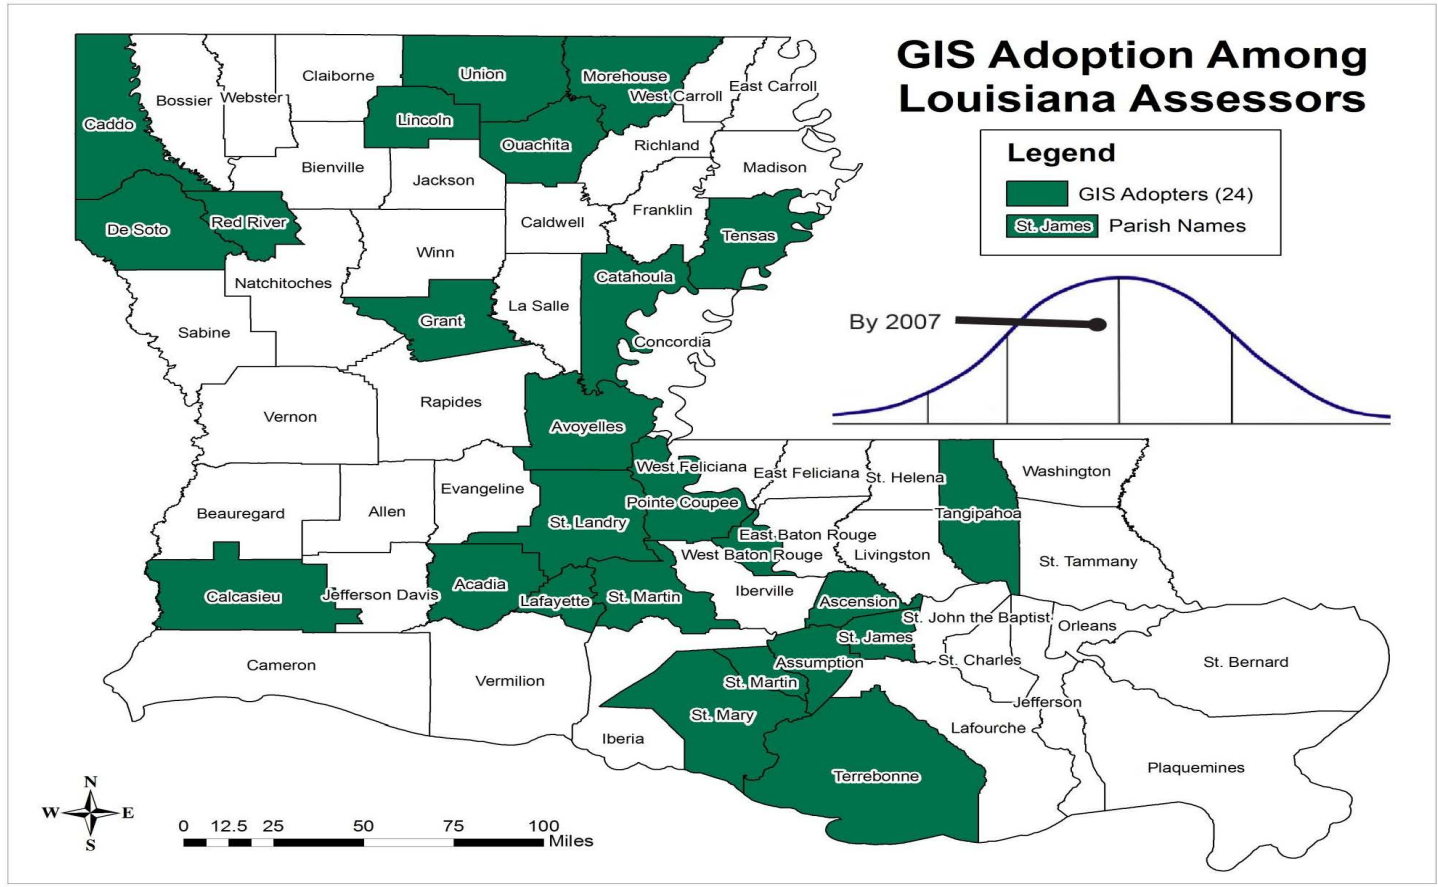 GIS Adoption Among
Louisiana Assessors
Legend
GIS Adopters (24)
St. James Parish Names
By 2007
Claiborne
Union
Morehouse
Bossier
Webster
West Carroll
East Carroll
Caddo
Lincoln
Ouachita
Richland
Bienville
Jackson
Madison
De Soto
Red River
Caldwell
Franklin
Tensas
Winn
Natchitoches
Catahoula
La Salle
Grant
Sabine
Concordia
Vernon
Rapides
Avoyelles
West Feliciana
East Feliciana
St. Helena
Washington
Evangeline
Pointe Coupee
Tangipahoa
Beauregard
Allen
St. Landry
East Baton Rouge
West Baton Rouge
Livingston
St. Tammany
Calcasieu
Jefferson Davis
Acadia
Lafayette
St. Martin
Iberville
Ascension
St. John the Baptist
Orleans
St. James
Cameron
Vermilion
Assumption
St. Charles
St. Bernard
St. Martin
St. Mary
Jefferson
Iberia
Lafourche
Terrebonne
Plaquemines
N
W E
S
0 12.5 25 50 75 100
Miles